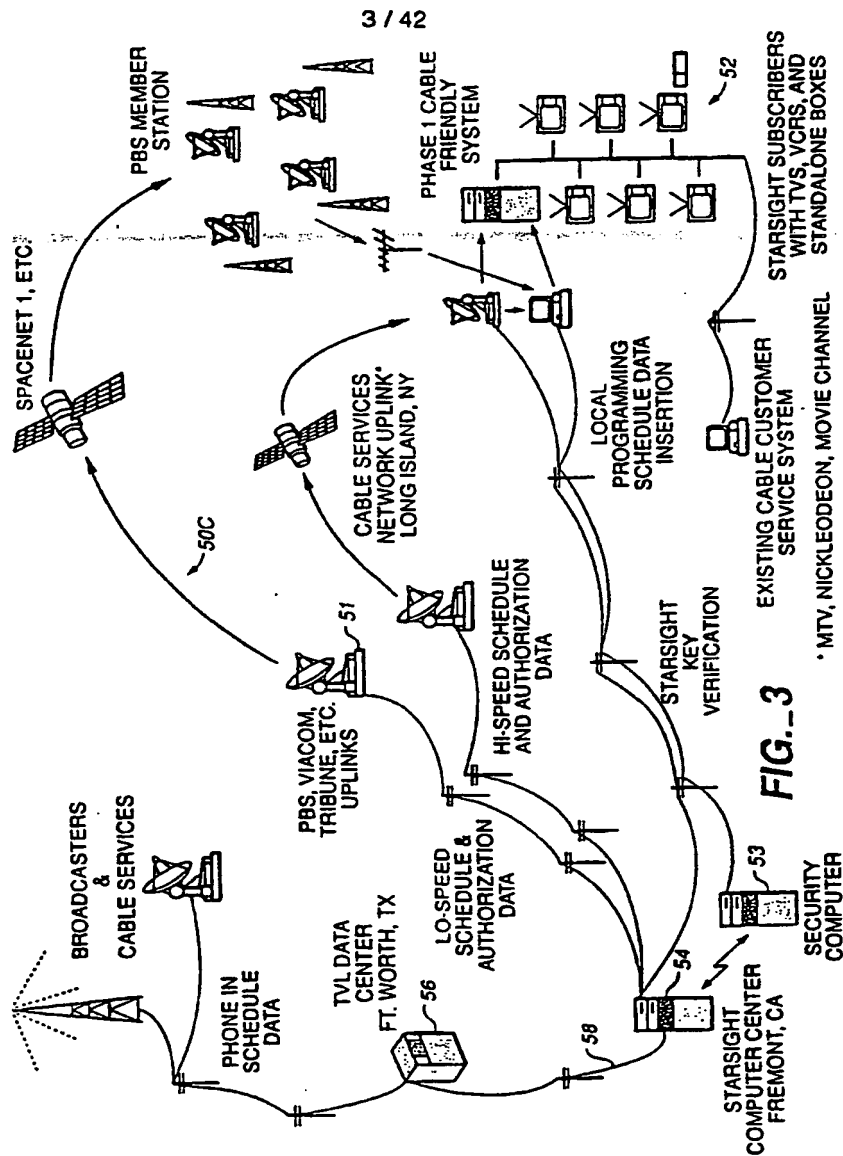 3 / 42
BROADCASTERS
&
CABLE SERVICES
PHONE IN
SCHEDULE
DATA
TVL DATA
CENTER
FT. WORTH, TX
56
58
STARSIGHT
COMPUTER CENTER
FREMONT, CA
54
53
SECURITY
COMPUTER
LO-SPEED
SCHEDULE &
AUTHORIZATION
DATA
PBS, VIACOM,
TRIBUNE, ETC.
UPLINKS
51
50C
SPACENET 1, ETC.
PBS MEMBER
STATION
HI-SPEED SCHEDULE
AND AUTHORIZATION
DATA
CABLE SERVICES
NETWORK UPLINK*
LONG ISLAND, NY
PHASE 1 CABLE
FRIENDLY
SYSTEM
STARSIGHT
KEY
VERIFICATION
LOCAL
PROGRAMMING
SCHEDULE DATA
INSERTION
EXISTING CABLE CUSTOMER
SERVICE SYSTEM
52
STARSIGHT SUBSCRIBERS
WITH TVS, VCRS, AND
STANDALONE BOXES
* MTV, NICKLEODEON, MOVIE CHANNEL
FIG._3